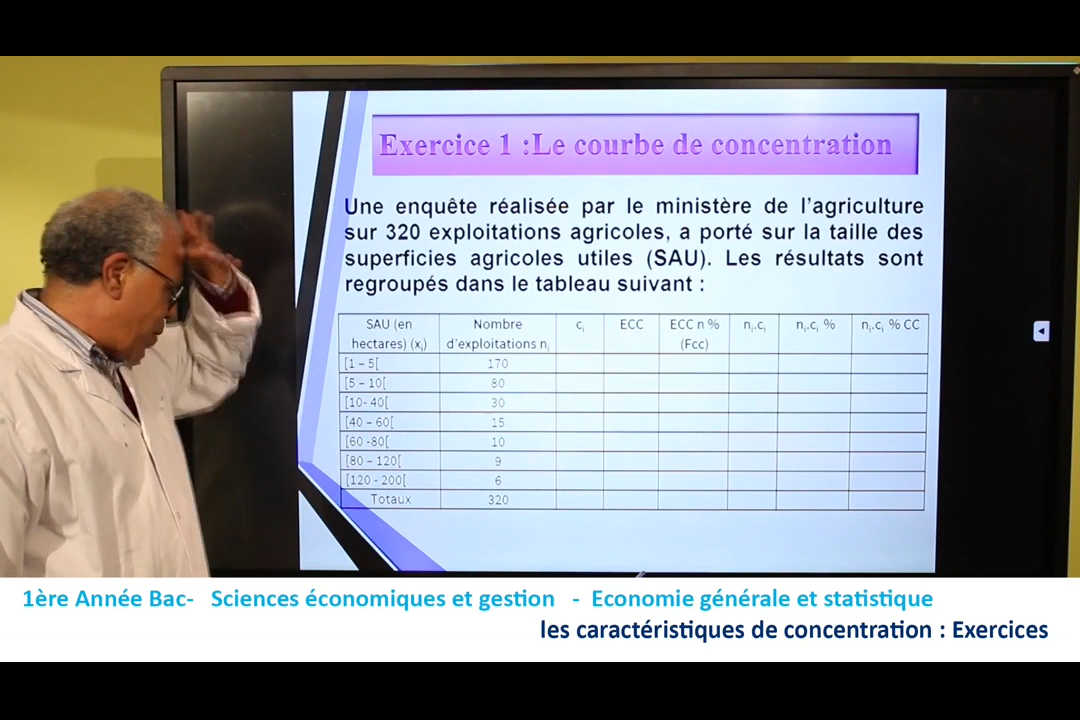 Exercice 1 :Le courbe de concentration
Une enquête réalisée par le ministère de l’agriculture
sur 320 exploitations agricoles, a porté sur la taille des
superficies agricoles utiles (SAU). Les résultats sont
regroupés dans le tableau suivant :
SAU (en hectares) (xi) Nombre d’exploitations ni ci ECC ECC n % (Fcc) ni.ci ni.ci % ni.ci % CC
[1 – 5[ 170
[5 – 10[ 80
[10- 40[ 30
[40 – 60[ 15
[60 -80[ 10
[80 – 120[ 9
[120 - 200[ 6
Totaux 320
1ère Année Bac- Sciences économiques et gestion - Economie générale et statistique
les caractéristiques de concentration : Exercices